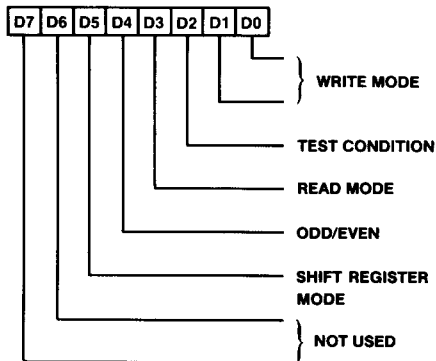 D7 D6 D5 D4 D3 D2 D1 D0
WRITE MODE
TEST CONDITION
READ MODE
ODD/EVEN
SHIFT REGISTER
MODE
NOT USED